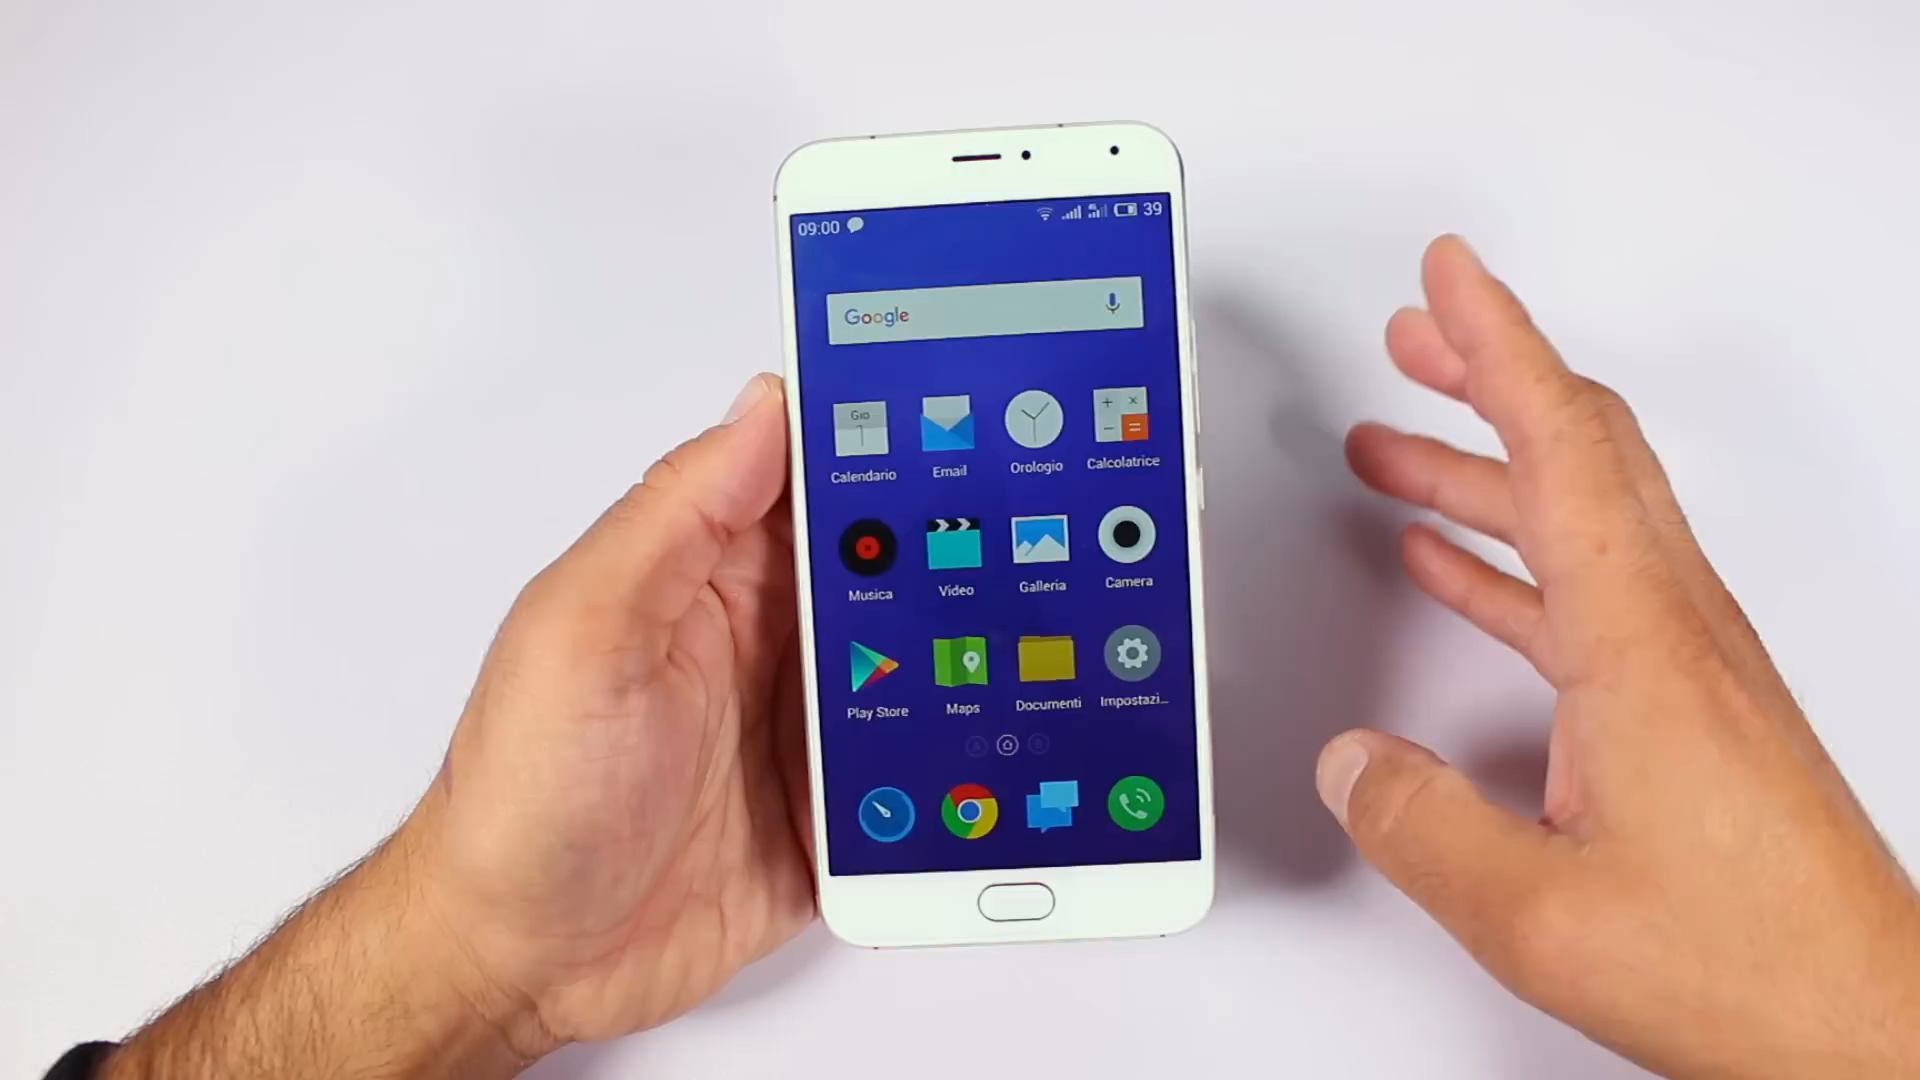 09:00 39
Google
Gio
1
Calendario Email Orologio Calcolatrice
Musica Video Galleria Camera
Play Store Maps Documenti Impostazi...